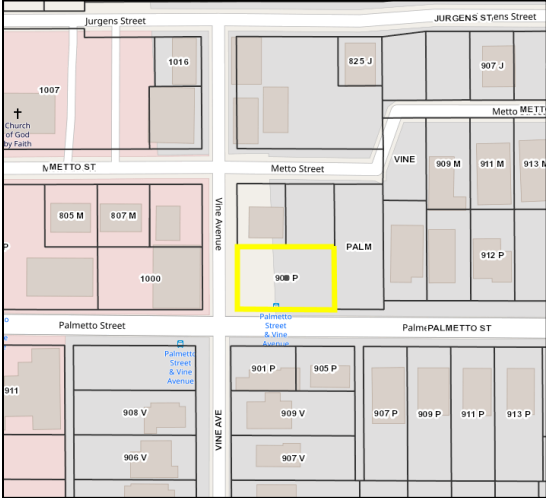 Jurgens Street
JURGENS ST
ens Street
1016
825 J
907 J
1007
Metto
METT
Church
of God
by Faith
METTO ST
Metto Street
VINE
909 M
911 M
913 M
805 M
807 M
Vine Avenue
P
PALM
912 P
1000
900 P
Palmetto
Street
& Vine
Avenue
Palmetto Street
Palm
PALMETTO ST
Palmetto
Street
& Vine
Avenue
901 P
905 P
911
908 V
909 V
907 P
909 P
911 P
913 P
VINE AVE
906 V
907 V